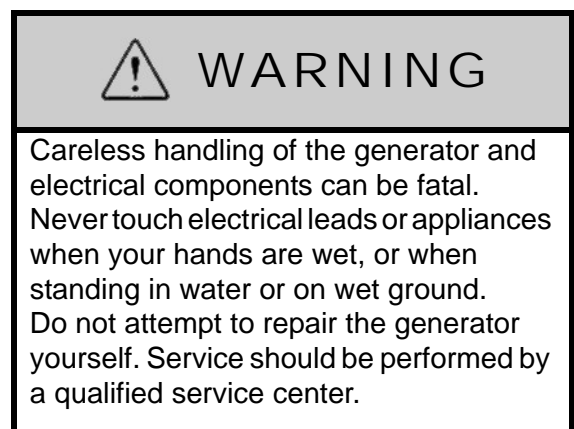 WARNING
Careless handling of the generator and
electrical components can be fatal.
Never touch electrical leads or appliances
when your hands are wet, or when
standing in water or on wet ground.
Do not attempt to repair the generator
yourself. Service should be performed by
a qualified service center.